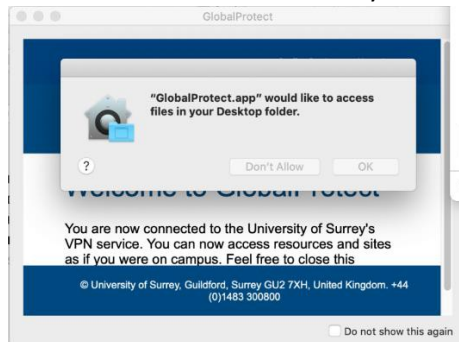 GlobalProtect
"GlobalProtect.app" would like to access
files in your Desktop folder.
?
Don't Allow
OK
Welcome to GlobalProtect
You are now connected to the University of Surrey's
VPN service. You can now access resources and sites
as if you were on campus. Feel free to close this
© University of Surrey, Guildford, Surrey GU2 7XH, United Kingdom. +44
(0)1483 300800
Do not show this again